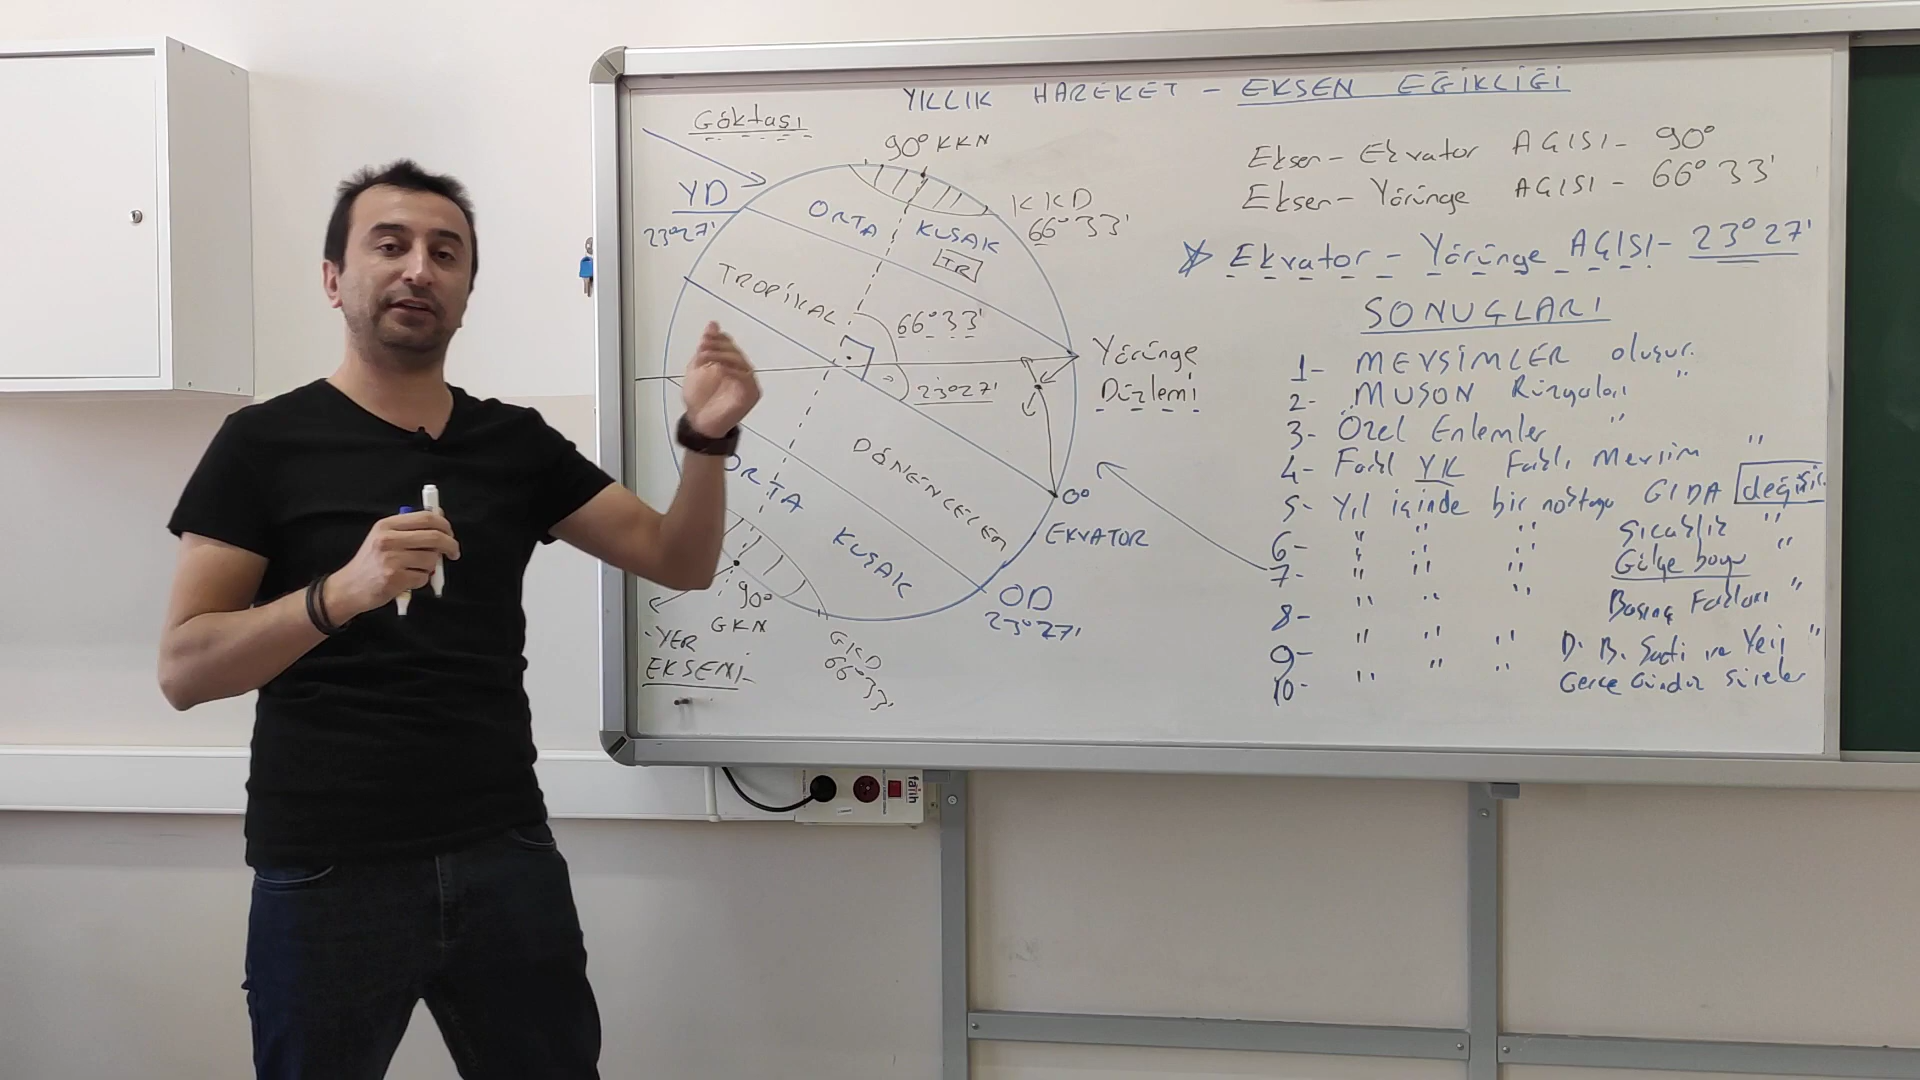 YILLIK HAREKET - EKSEN EĞİKLİĞİ
Göktaşı
90° KKN
YD
23°27'
ORTA KUŞAK
TR
KKD
66°33'
TROPİKAL
66°33'
23°27'
Yörünge
Düzlemi
DÖNENCELER
0°
EKVATOR
ORTA KUŞAK
OD
23°27'
90°
GKN
GKD
66°33'
YER
EKSENİ
Eksen - Ekvator AÇISI - 90°
Eksen - Yörünge AÇISI - 66°33'
Ekvator - Yörünge AÇISI - 23°27'
SONUÇLARI
1- MEVSİMLER oluşur.
2- MUSON Rüzgaları "
3- Özel Enlemler "
4- Farkl YK Farklı Mevsim "
5- Yıl içinde bir noktaya GIDA değişir.
6- " " " Sıcaklık "
7- " " " Gölge boyu "
8- " " " Basınç Farkları "
9- " " " D. B. Saati ve Yeri "
10- " " " Gece Gündüz Süreler
fatih